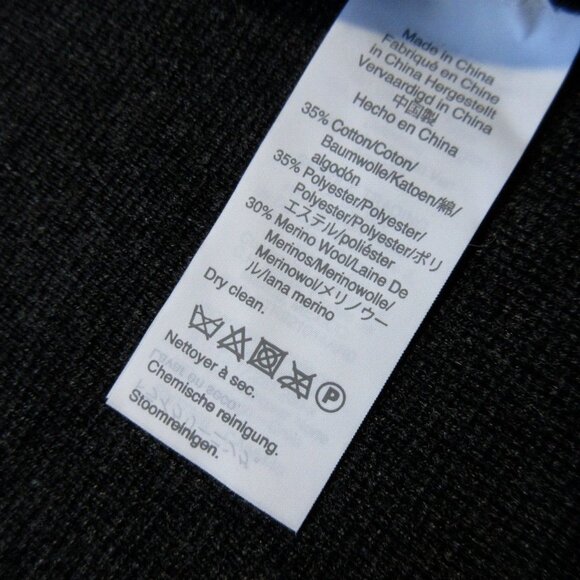 Made in China
Fabriqué en Chine
in China Hergestellt
Vervaardigd in China
中国製
Hecho en China
35% Cotton/Coton/
Baumwolle/Katoen/綿/
algodón
35% Polyester/Polyester/
Polyester/Polyester/ポリ
エステル/poliéster
30% Merino Wool/Laine De
Merinos/Merinowolle/
Merinowol/メリノウー
ル/lana merino
Dry clean.
P
Nettoyer à sec.
Chemische reinigung.
Stoomreinigen.